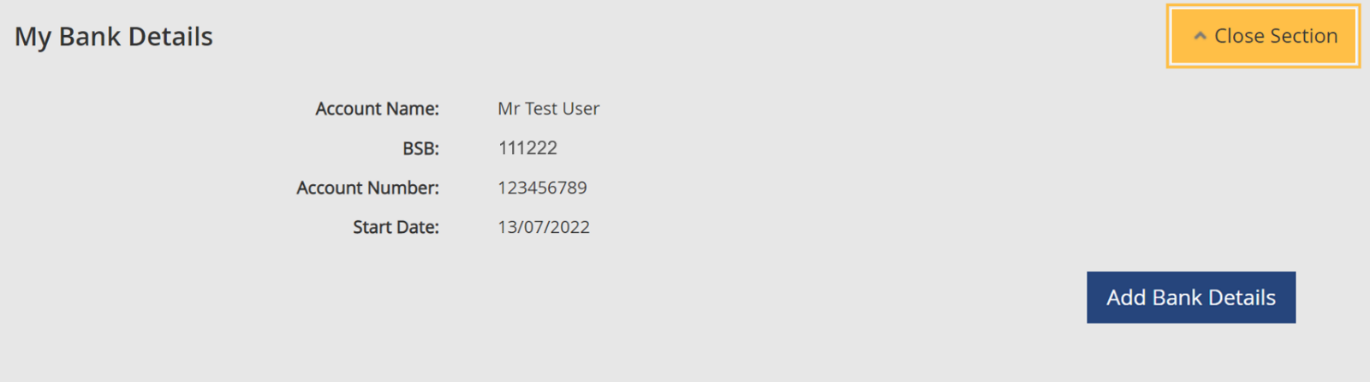 My Bank Details
Close Section
Account Name: Mr Test User
BSB: 111222
Account Number: 123456789
Start Date: 13/07/2022
Add Bank Details